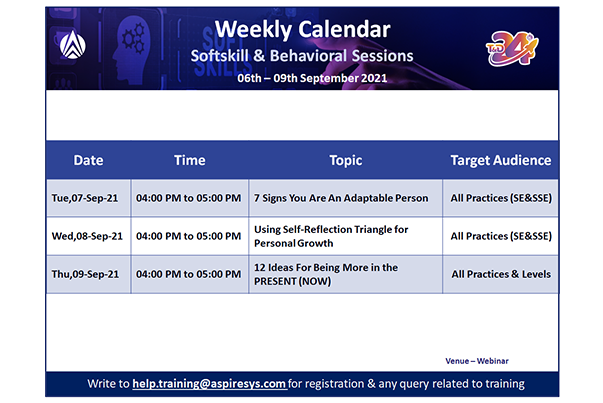 Weekly Calendar
Softskill & Behavioral Sessions
06th – 09th September 2021
SOFT
SKILLS
T&D
24
Date Time Topic Target Audience
Tue,07-Sep-21 04:00 PM to 05:00 PM 7 Signs You Are An Adaptable Person All Practices (SE&SSE)
Wed,08-Sep-21 04:00 PM to 05:00 PM Using Self-Reflection Triangle for
Personal Growth All Practices (SE&SSE)
Thu,09-Sep-21 04:00 PM to 05:00 PM 12 Ideas For Being More in the
PRESENT (NOW) All Practices & Levels
Venue – Webinar
Write to help.training@aspiresys.com for registration & any query related to training